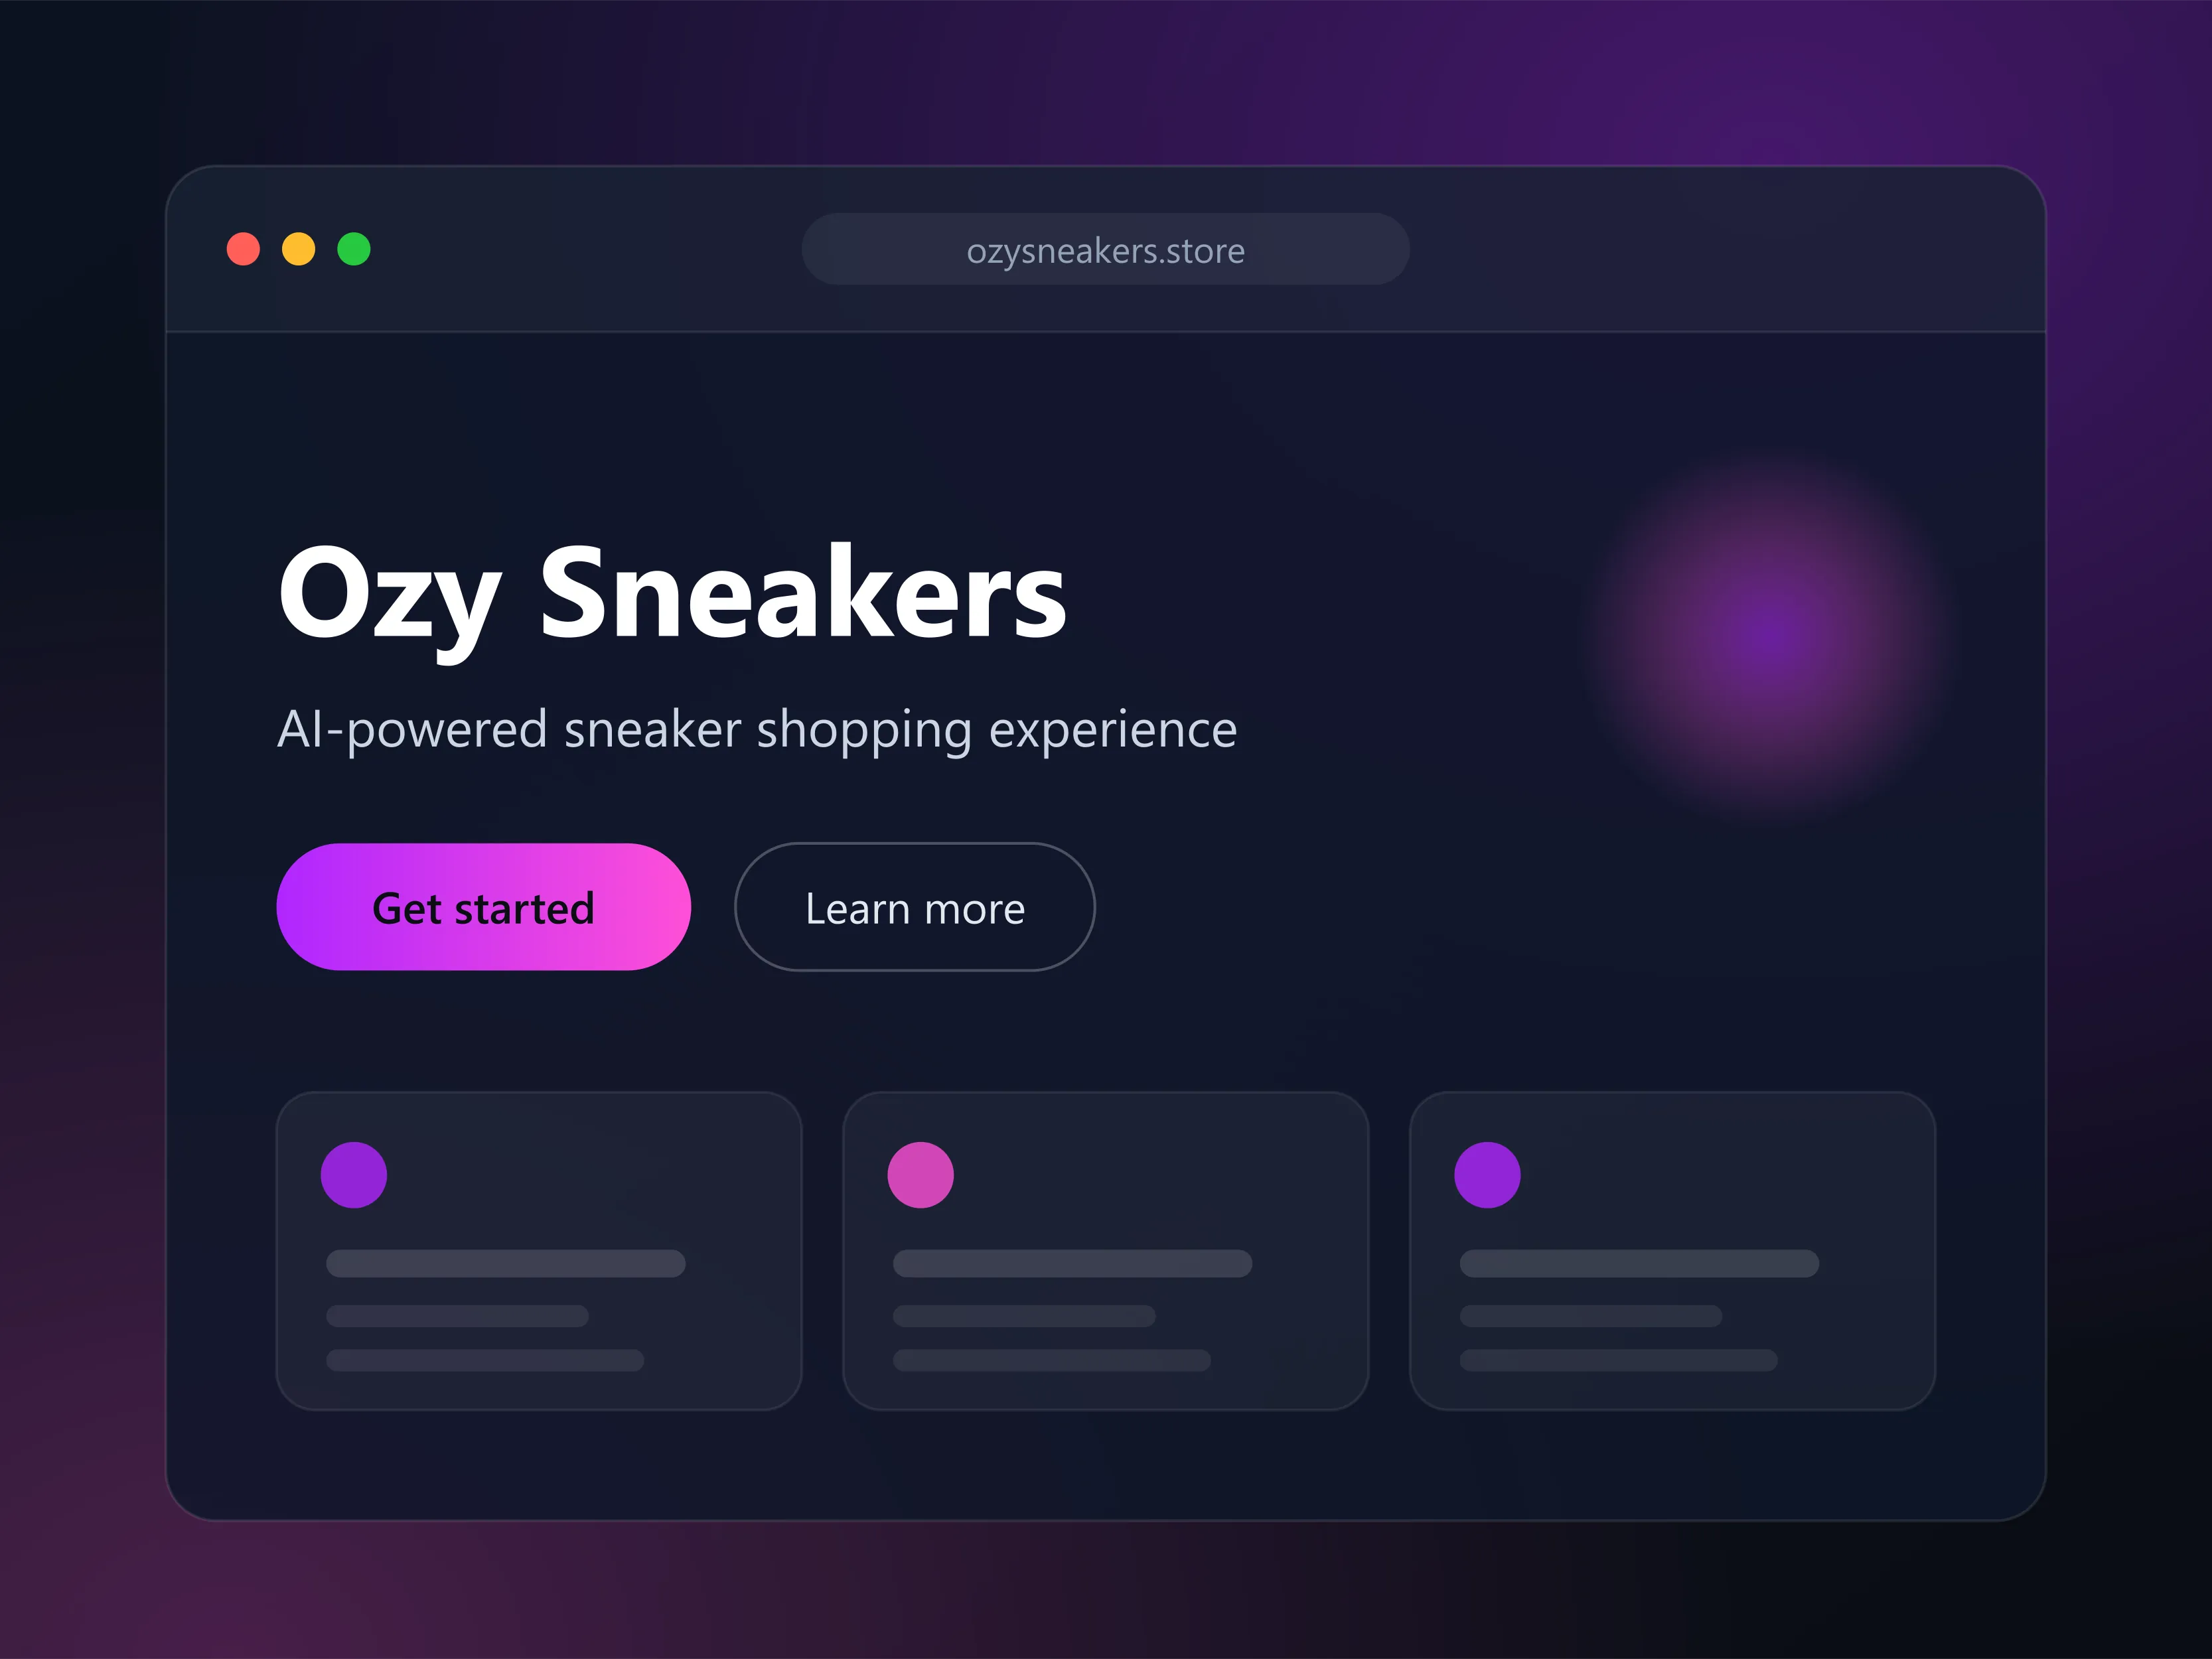 ozysneakers.store
Ozy Sneakers
AI-powered sneaker shopping experience
Get started
Learn more